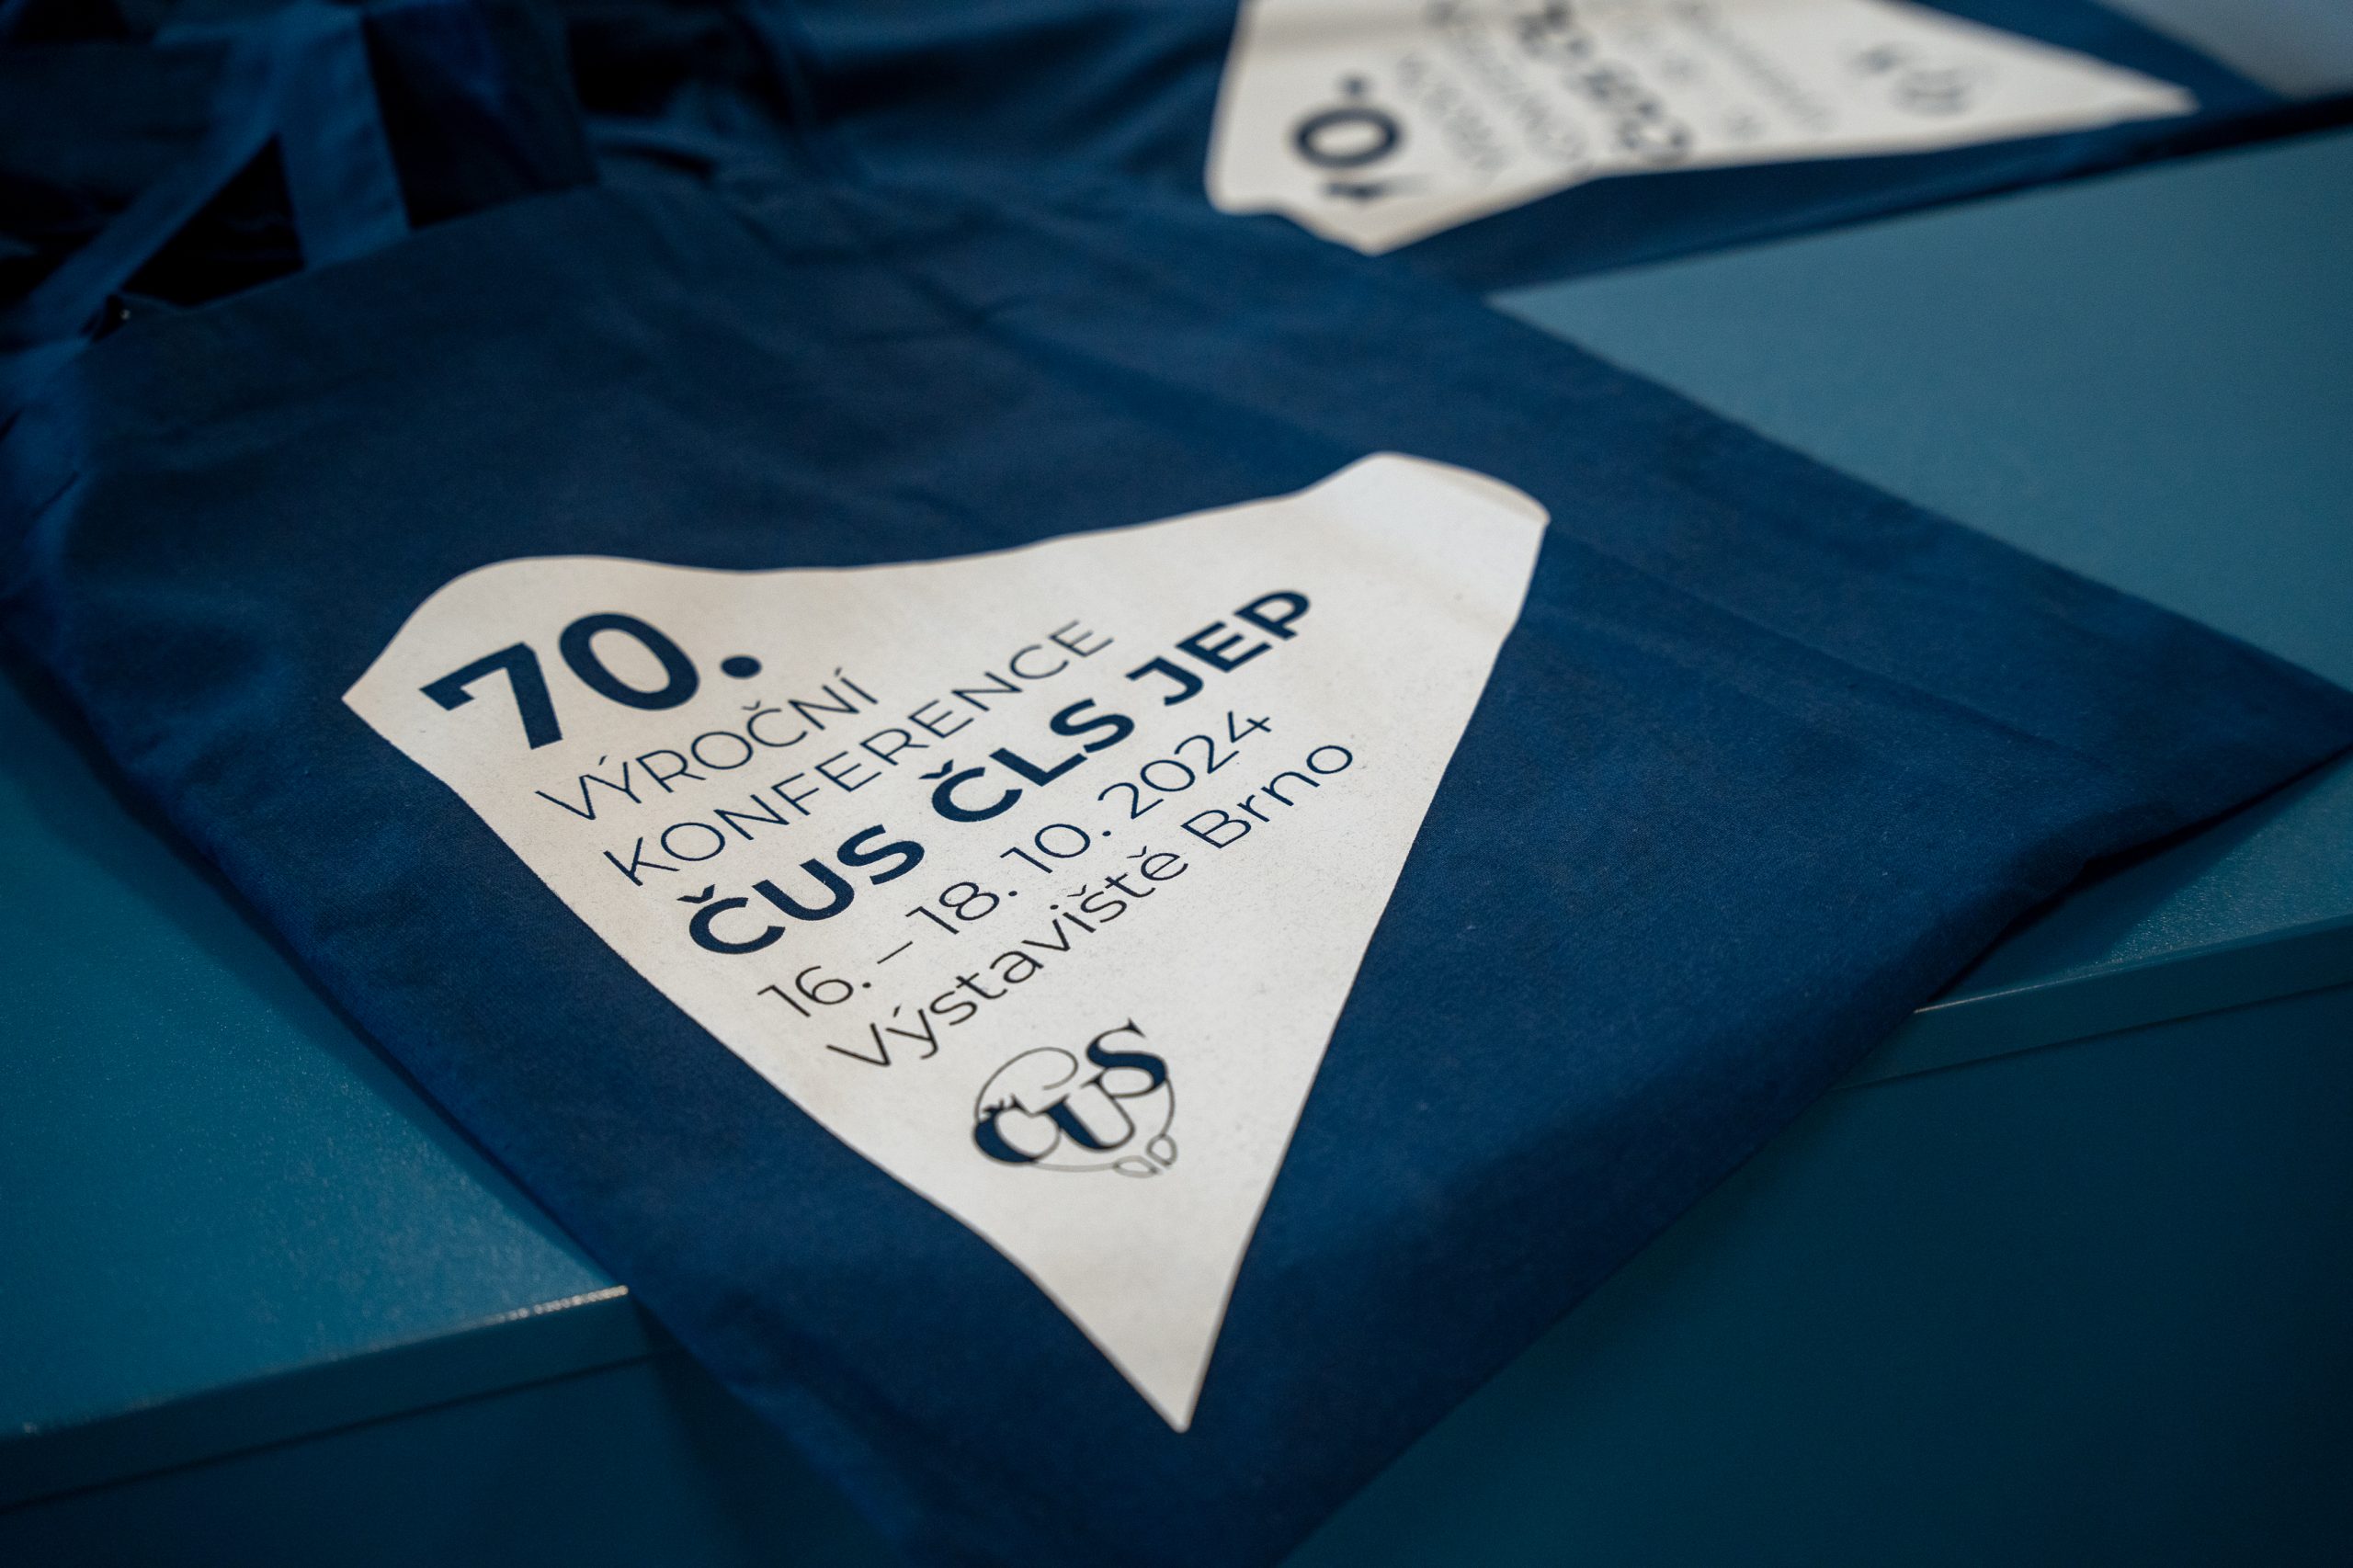 70.
VÝROČNÍ
KONFERENCE
ČUS ČLS JEP
16. – 18. 10. 2024
Výstaviště Brno
ČUS